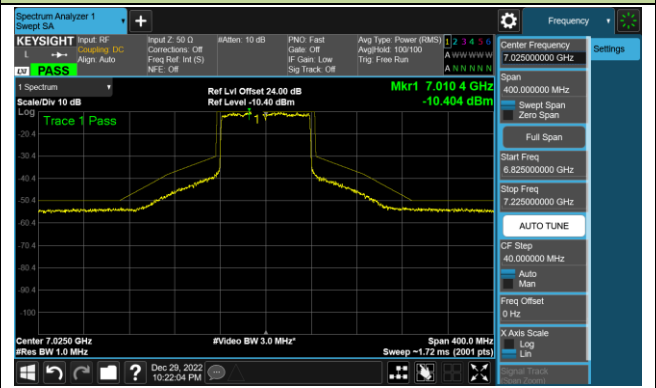 Spectrum Analyzer 1
Swept SA
Frequency
KEYSIGHT
Input: RF
Coupling: DC
Align: Auto
Input Z: 50 Ω
Corrections: Off
Freq Ref: Int (S)
NFE: Off
#Atten: 10 dB
PNO: Fast
Gate: Off
IF Gain: Low
Sig Track: Off
Avg Type: Power (RMS)
Avg|Hold: 100/100
Trig: Free Run
1 2 3 4 5 6
A W W W W W
A N N N N N
L
LXI
PASS
Center Frequency
7.025000000 GHz
Settings
Span
400.000000 MHz
Swept Span
Zero Span
Full Span
Start Freq
6.825000000 GHz
Stop Freq
7.225000000 GHz
AUTO TUNE
CF Step
40.000000 MHz
Auto
Man
Freq Offset
0 Hz
X Axis Scale
Log
Lin
Signal Track
(Span Zoom)
1 Spectrum
Scale/Div 10 dB
Log
Ref Lvl Offset 24.00 dB
Ref Level -10.40 dBm
Mkr1 7.010 4 GHz
-10.404 dBm
Trace 1 Pass
1
-20.4
-30.4
-40.4
-50.4
-60.4
-70.4
-80.4
-90.4
-100
Center 7.0250 GHz
#Res BW 1.0 MHz
#Video BW 3.0 MHz*
Span 400.0 MHz
Sweep ~1.72 ms (2001 pts)
Dec 29, 2022
10:22:04 PM